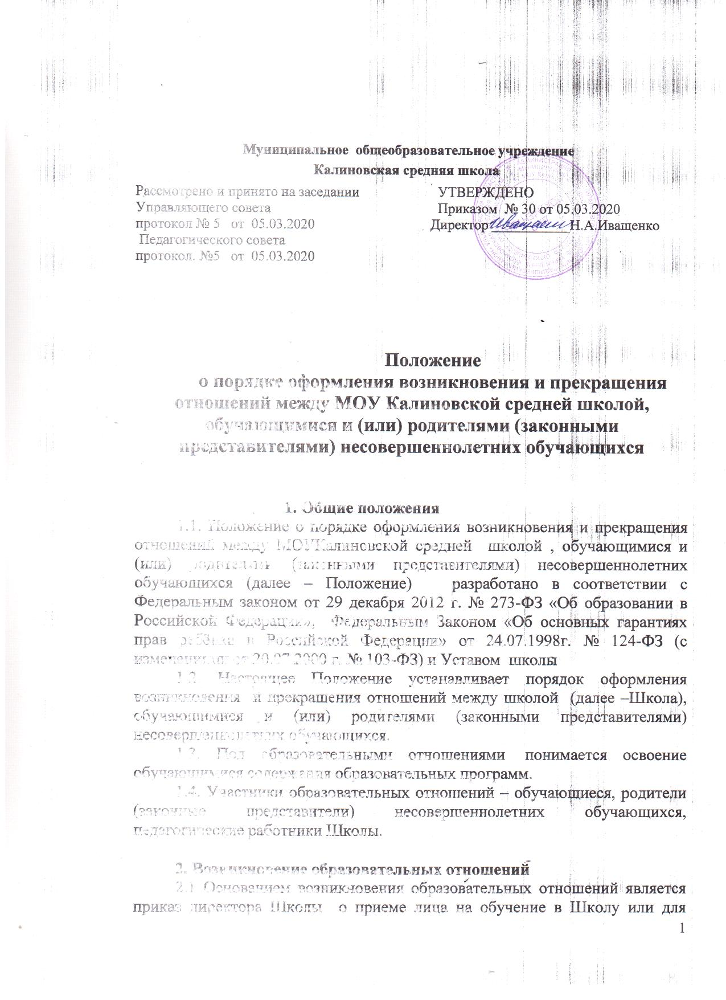 Муниципальное общеобразовательное учреждение
Калиновская средняя школа
Рассмотрено и принято на заседании
Управляющего совета
протокол № 5 от 05.03.2020
Педагогического совета
протокол. №5 от 05.03.2020
УТВЕРЖДЕНО
Приказом № 30 от 05.03.2020
Директор Иващенко Н.А.Иващенко
Положение
о порядке оформления возникновения и прекращения
отношений между МОУ Калиновской средней школой,
обучающимися и (или) родителями (законными
представителями) несовершеннолетних обучающихся
1. Общие положения
1.1. Положение о порядке оформления возникновения и прекращения
отношений между МОУКалиновской средней школой , обучающимися и
(или) родителями (законными представителями) несовершеннолетних
обучающихся (далее – Положение) разработано в соответствии с
Федеральным законом от 29 декабря 2012 г. № 273-ФЗ «Об образовании в
Российской Федерации», Федеральным Законом «Об основных гарантиях
прав ребёнка в Российской Федерации» от 24.07.1998г. № 124-ФЗ (с
изменениями от 20.07.2000 г. № 103-ФЗ) и Уставом школы
1.2. Настоящее Положение устанавливает порядок оформления
возникновения и прекращения отношений между школой (далее –Школа),
обучающимися и (или) родителями (законными представителями)
несовершеннолетних обучающихся.
1.3. Под образовательными отношениями понимается освоение
обучающимися содержания образовательных программ.
1.4. Участники образовательных отношений – обучающиеся, родители
(законные представители) несовершеннолетних обучающихся,
педагогические работники Школы.
2. Возникновение образовательных отношений
2.1 Основанием возникновения образовательных отношений является
приказ директора Школы о приеме лица на обучение в Школу или для
1